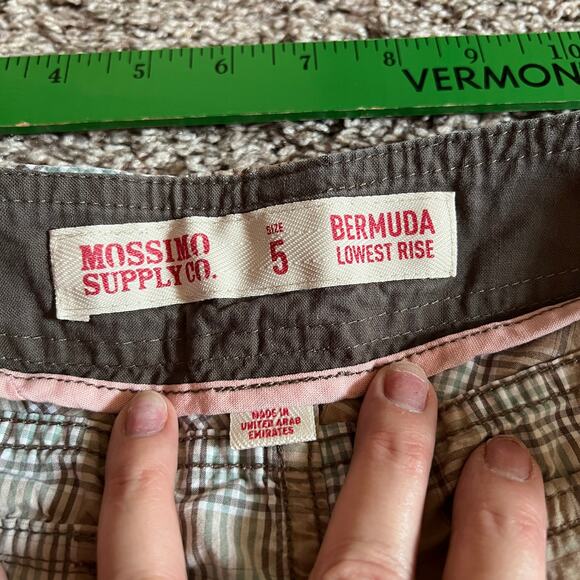 4 5 6 7 8 9 10
VERMON
MOSSIMO
SUPPLY CO.
SIZE
5
BERMUDA
LOWEST RISE
MADE IN
UNITED ARAB
EMIRATES